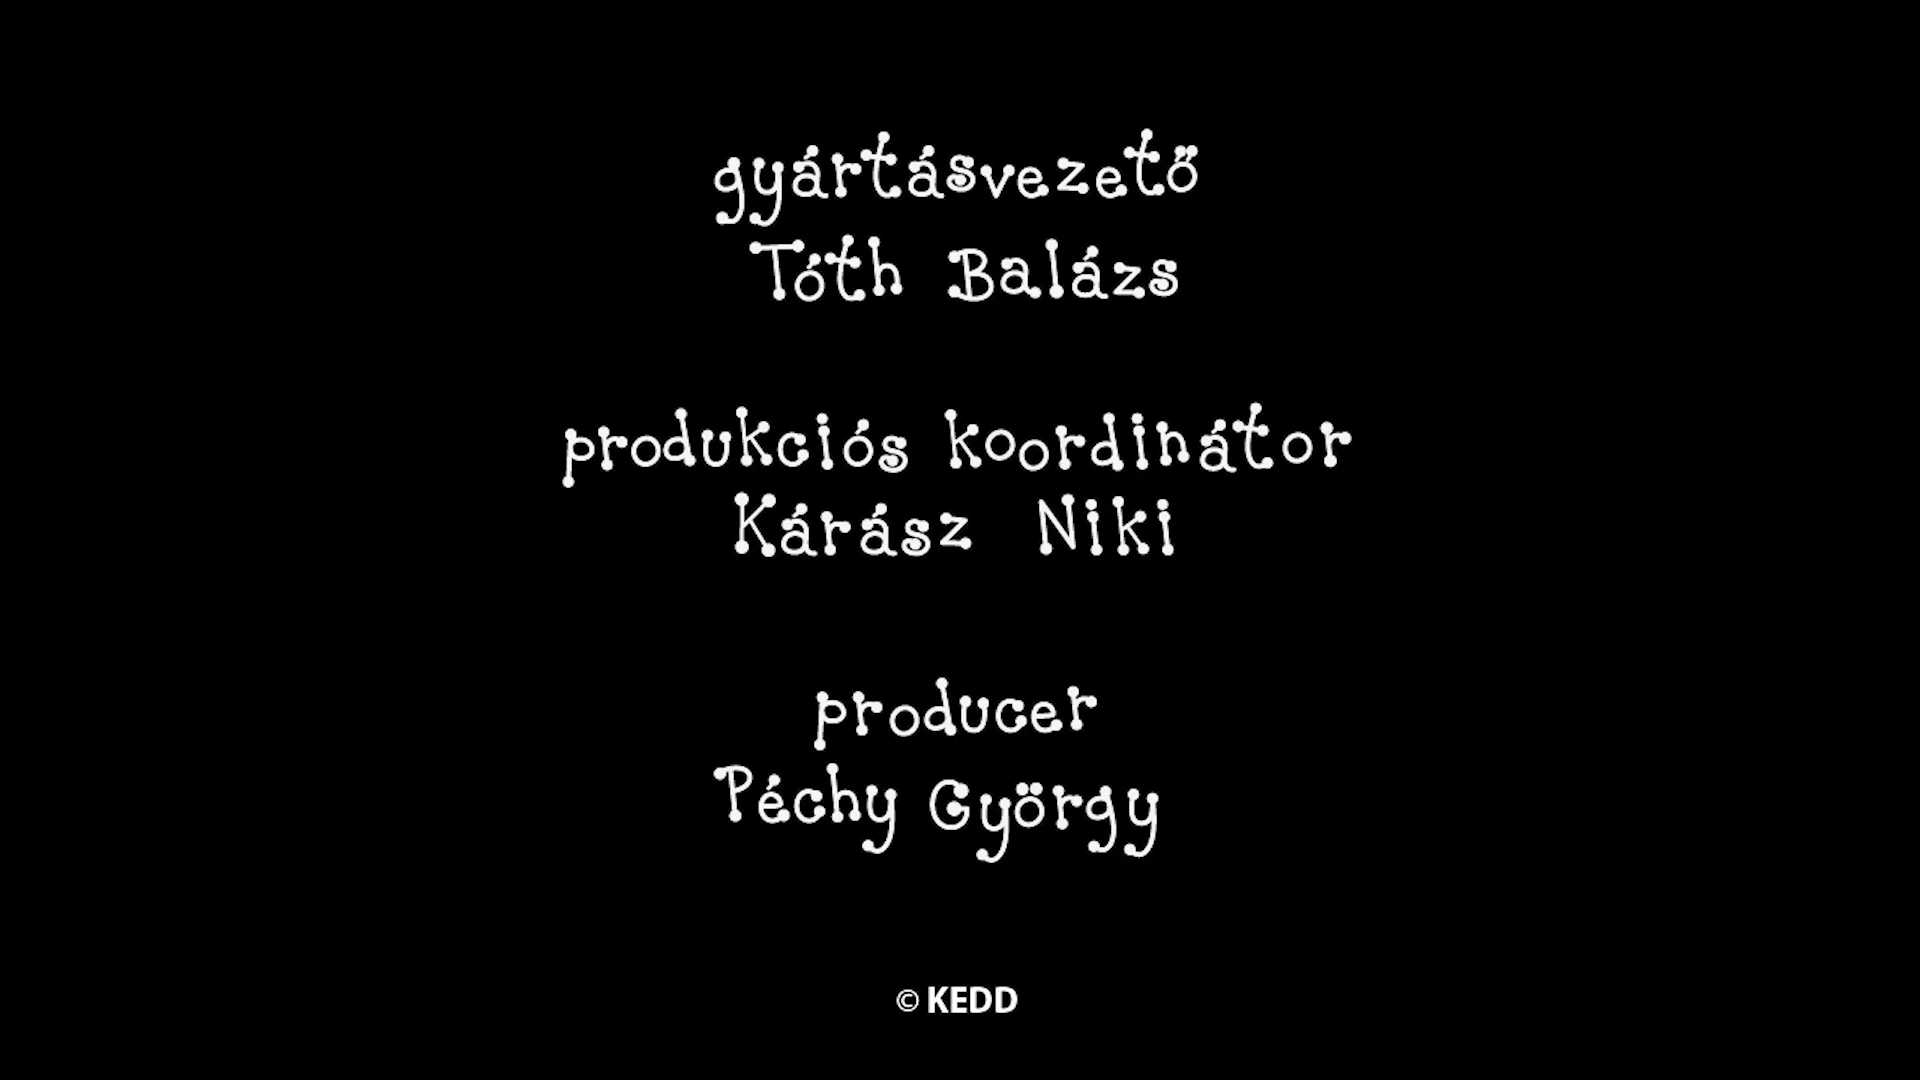 gyártásvezető
Tóth Balázs
produkciós koordinátor
Kárász Niki
producer
Péchy György
© KEDD